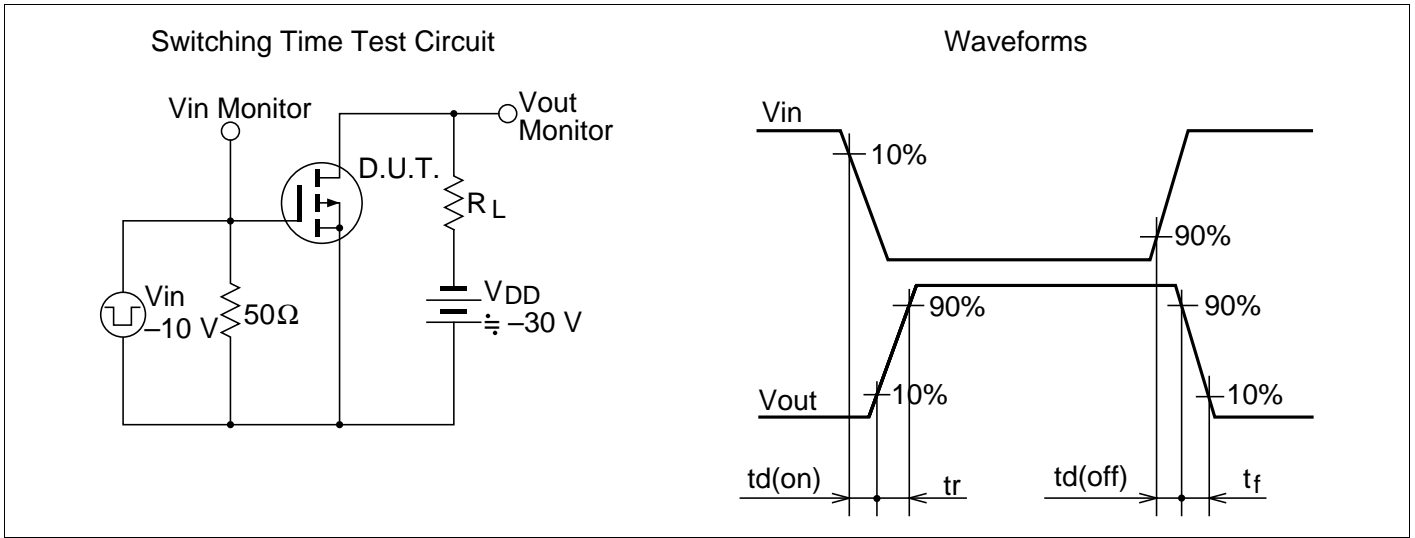 Switching Time Test Circuit
Vin Monitor
Vout
Monitor
D.U.T.
RL
Vin
–10 V
50Ω
VDD
≒ –30 V
Waveforms
Vin
10%
90%
90%
90%
Vout
10%
10%
td(on)
tr
td(off)
tf